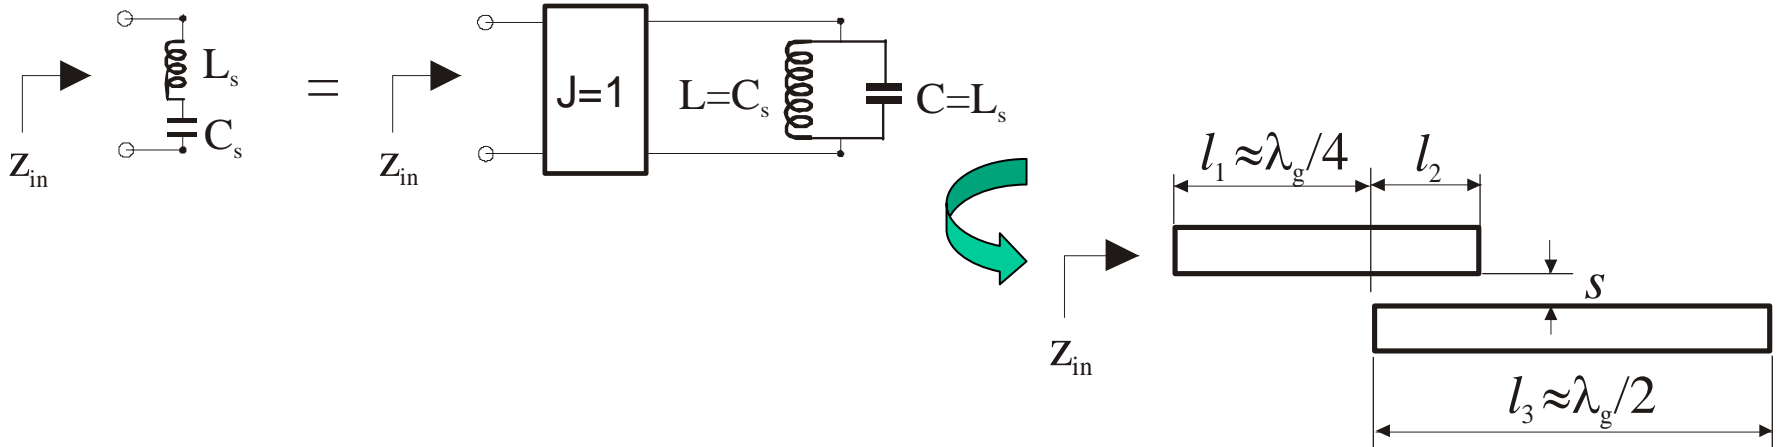 Lₛ
Cₛ
zᵢₙ
=
J=1
L=Cₛ
C=Lₛ
zᵢₙ
l₁≈λg/4
l₂
s
zᵢₙ
l₃≈λg/2